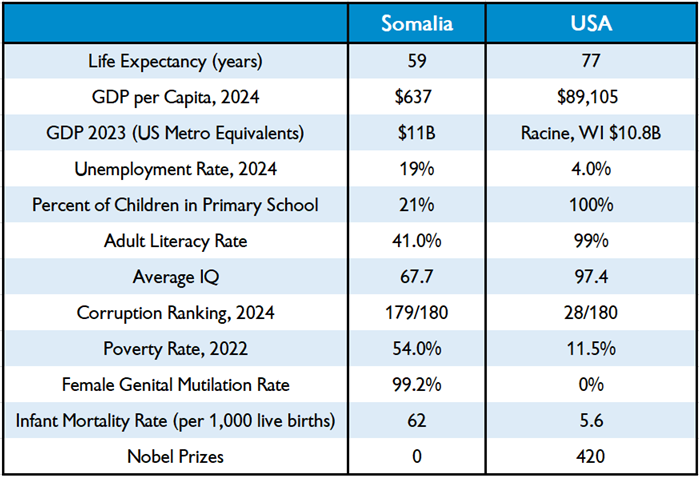 Somalia USA
Life Expectancy (years) 59 77
GDP per Capita, 2024 $637 $89,105
GDP 2023 (US Metro Equivalents) $11B Racine, WI $10.8B
Unemployment Rate, 2024 19% 4.0%
Percent of Children in Primary School 21% 100%
Adult Literacy Rate 41.0% 99%
Average IQ 67.7 97.4
Corruption Ranking, 2024 179/180 28/180
Poverty Rate, 2022 54.0% 11.5%
Female Genital Mutilation Rate 99.2% 0%
Infant Mortality Rate (per 1,000 live births) 62 5.6
Nobel Prizes 0 420